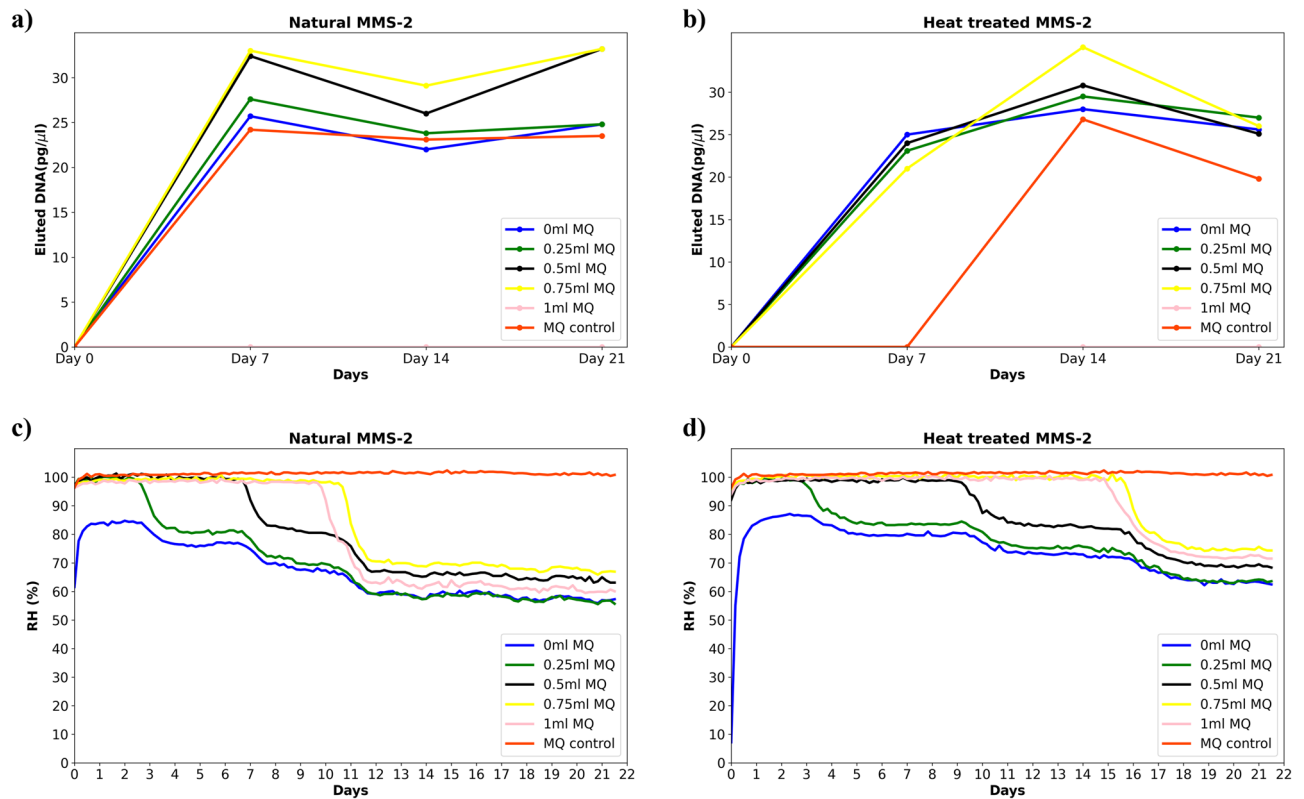 a)
Natural MMS-2
Eluted DNA(pg/μl)
30
25
20
15
10
5
0
Day 0
Day 7
Day 14
Day 21
Days
0ml MQ
0.25ml MQ
0.5ml MQ
0.75ml MQ
1ml MQ
MQ control
b)
Heat treated MMS-2
Eluted DNA(pg/μl)
30
25
20
15
10
5
0
Day 0
Day 7
Day 14
Day 21
Days
0ml MQ
0.25ml MQ
0.5ml MQ
0.75ml MQ
1ml MQ
MQ control
c)
Natural MMS-2
RH (%)
100
90
80
70
60
50
40
30
20
10
0
0 1 2 3 4 5 6 7 8 9 10 11 12 13 14 15 16 17 18 19 20 21 22
Days
0ml MQ
0.25ml MQ
0.5ml MQ
0.75ml MQ
1ml MQ
MQ control
d)
Heat treated MMS-2
RH (%)
100
90
80
70
60
50
40
30
20
10
0
0 1 2 3 4 5 6 7 8 9 10 11 12 13 14 15 16 17 18 19 20 21 22
Days
0ml MQ
0.25ml MQ
0.5ml MQ
0.75ml MQ
1ml MQ
MQ control